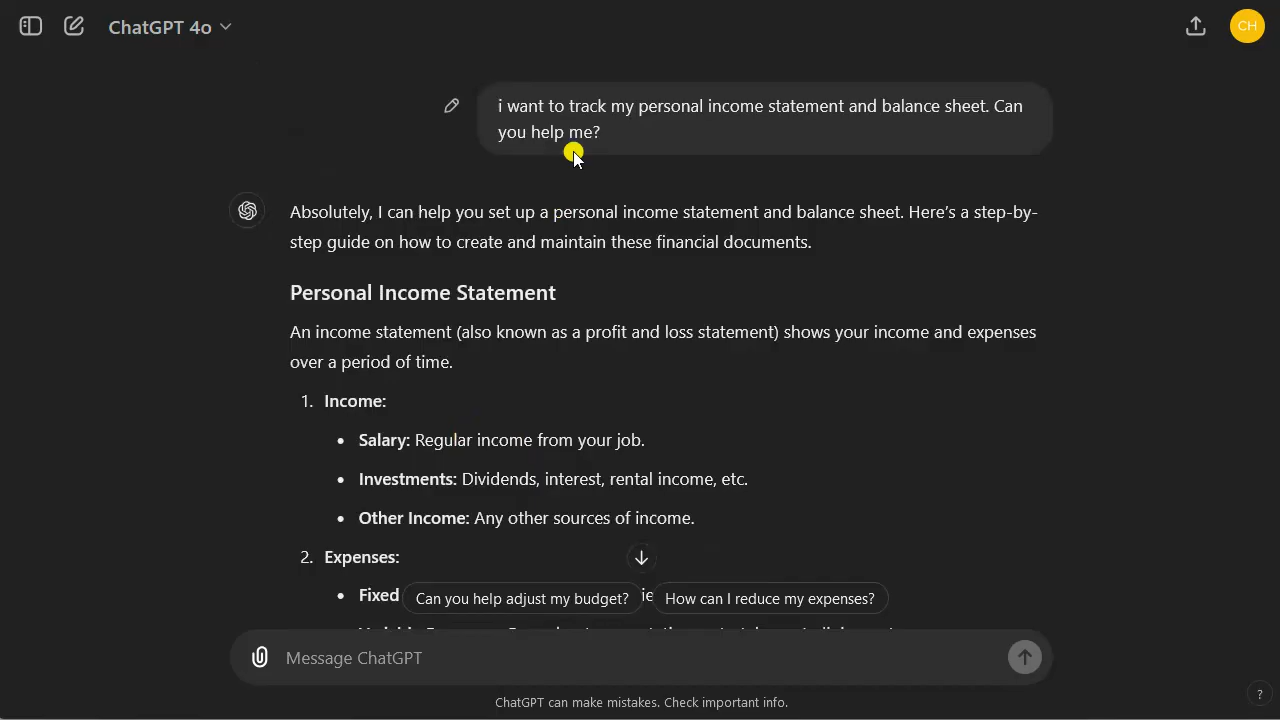 ChatGPT 4o
CH
i want to track my personal income statement and balance sheet. Can
you help me?
Absolutely, I can help you set up a personal income statement and balance sheet. Here's a step-by-
step guide on how to create and maintain these financial documents.
Personal Income Statement
An income statement (also known as a profit and loss statement) shows your income and expenses
over a period of time.
1. Income:
• Salary: Regular income from your job.
• Investments: Dividends, interest, rental income, etc.
• Other Income: Any other sources of income.
2. Expenses:
• Fixed
Can you help adjust my budget?
How can I reduce my expenses?
Message ChatGPT
ChatGPT can make mistakes. Check important info.
?